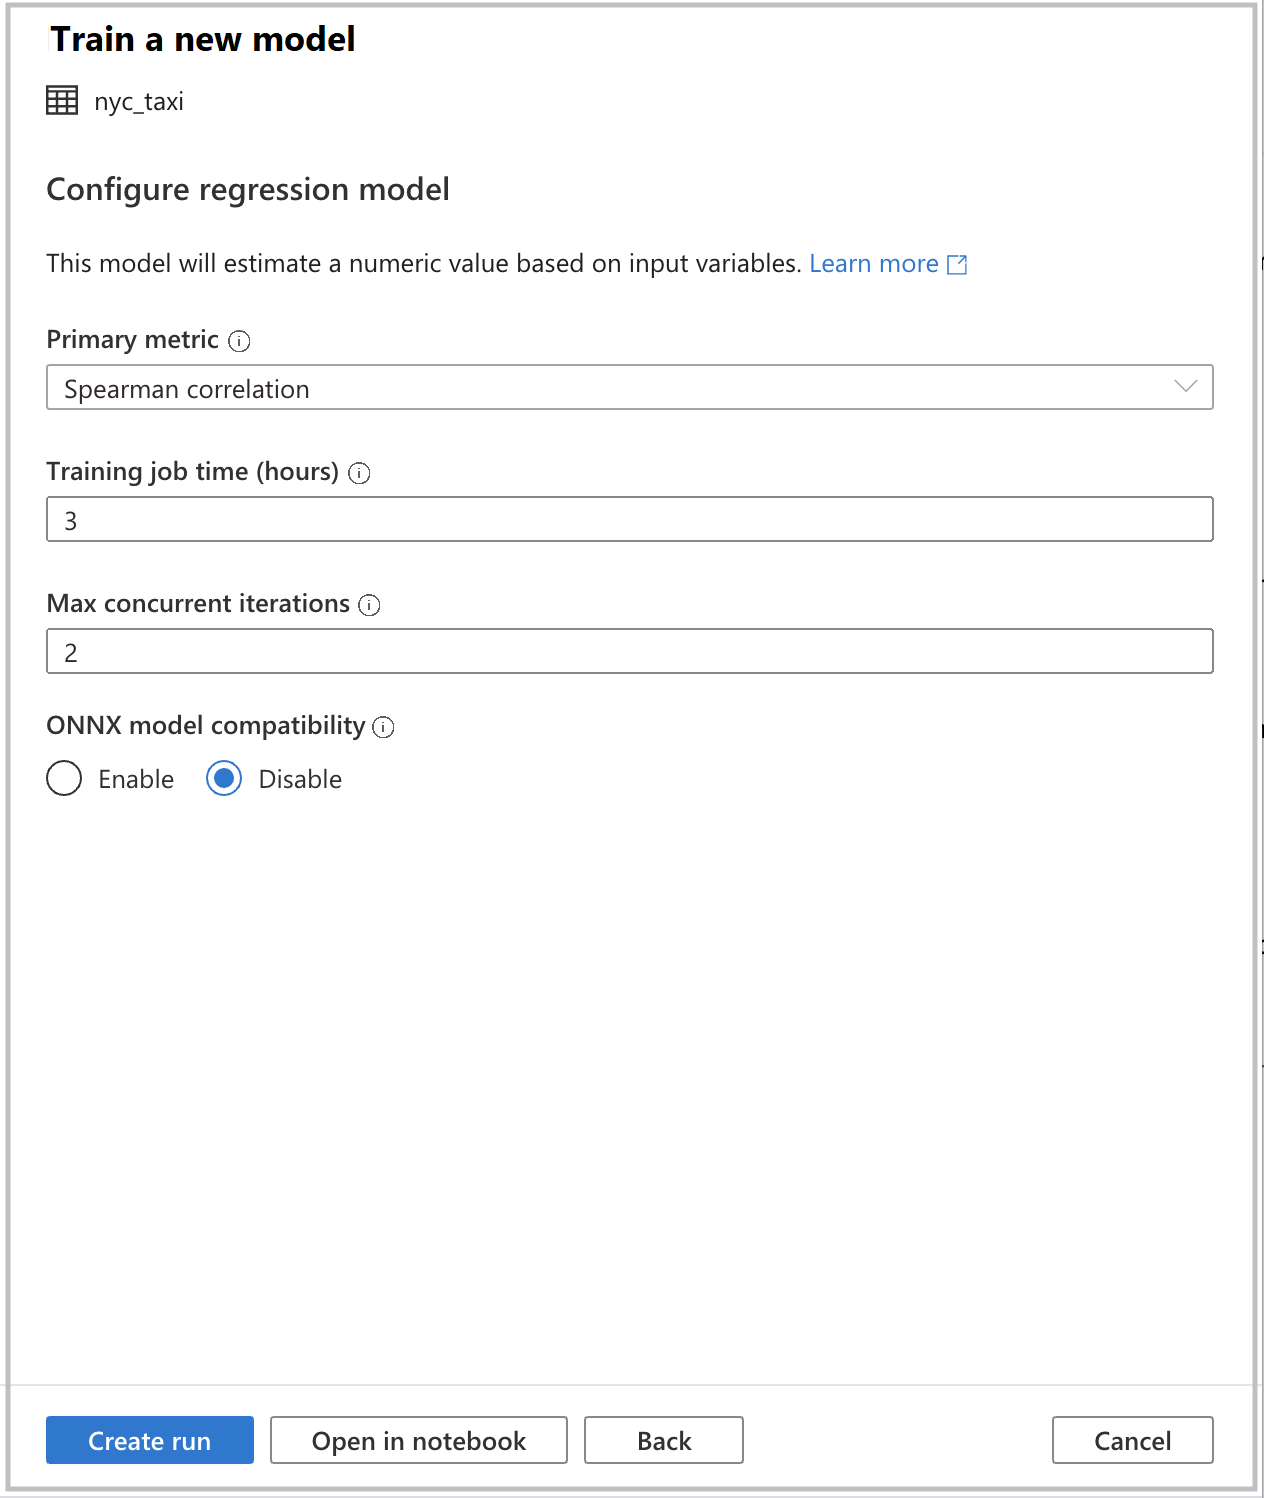 Train a new model
nyc_taxi
Configure regression model
This model will estimate a numeric value based on input variables. Learn more
Primary metric
Spearman correlation
Training job time (hours)
3
Max concurrent iterations
2
ONNX model compatibility
Enable Disable
Create run Open in notebook Back Cancel